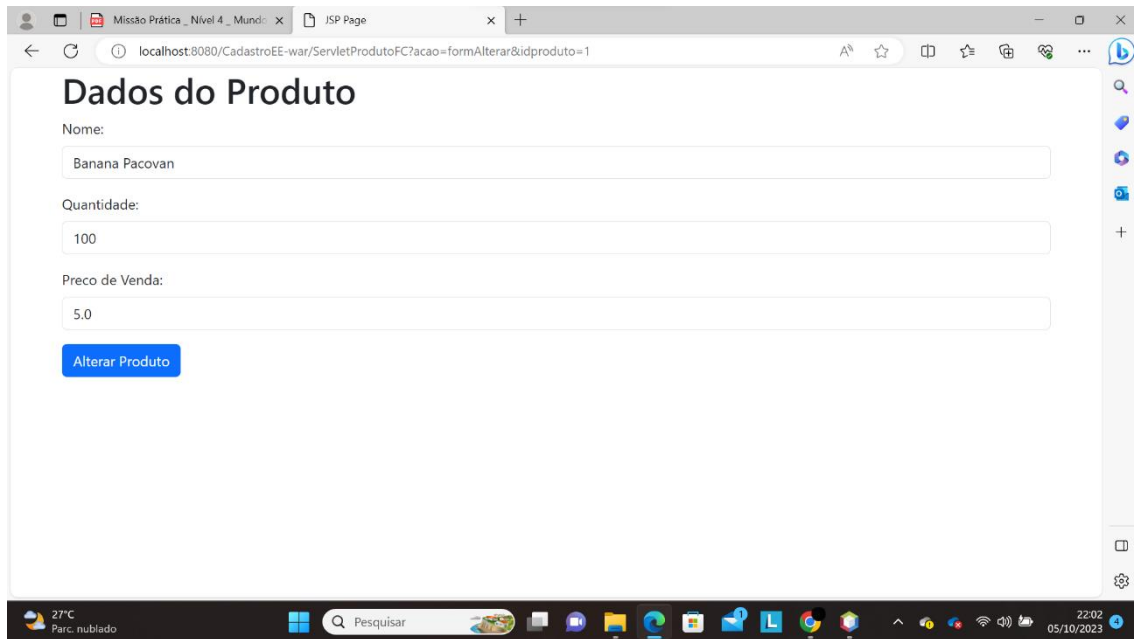 Missão Prática _ Nível 4 _ Mundo
JSP Page
localhost:8080/CadastroEE-war/ServletProdutoFC?acao=formAlterar&idproduto=1
Dados do Produto
Nome:
Banana Pacovan
Quantidade:
100
Preco de Venda:
5.0
Alterar Produto
27°C
Parc. nublado
Pesquisar
22:02
05/10/2023
4